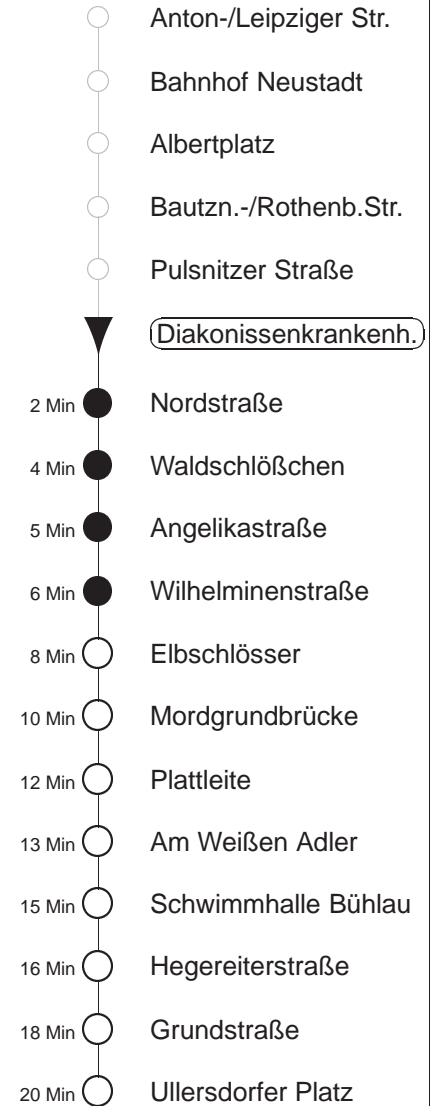 Anton-/Leipziger Str.
Bahnhof Neustadt
Albertplatz
Bautzn.-/Rothenb.Str.
Pulsnitzer Straße
Diakonissenkrankenh.
2 Min Nordstraße
4 Min Waldschlößchen
5 Min Angelikastraße
6 Min Wilhelminenstraße
8 Min Elbschlösser
10 Min Mordgrundbrücke
12 Min Plattleite
13 Min Am Weißen Adler
15 Min Schwimmhalle Bühlau
16 Min Hegereiterstraße
18 Min Grundstraße
20 Min Ullersdorfer Platz